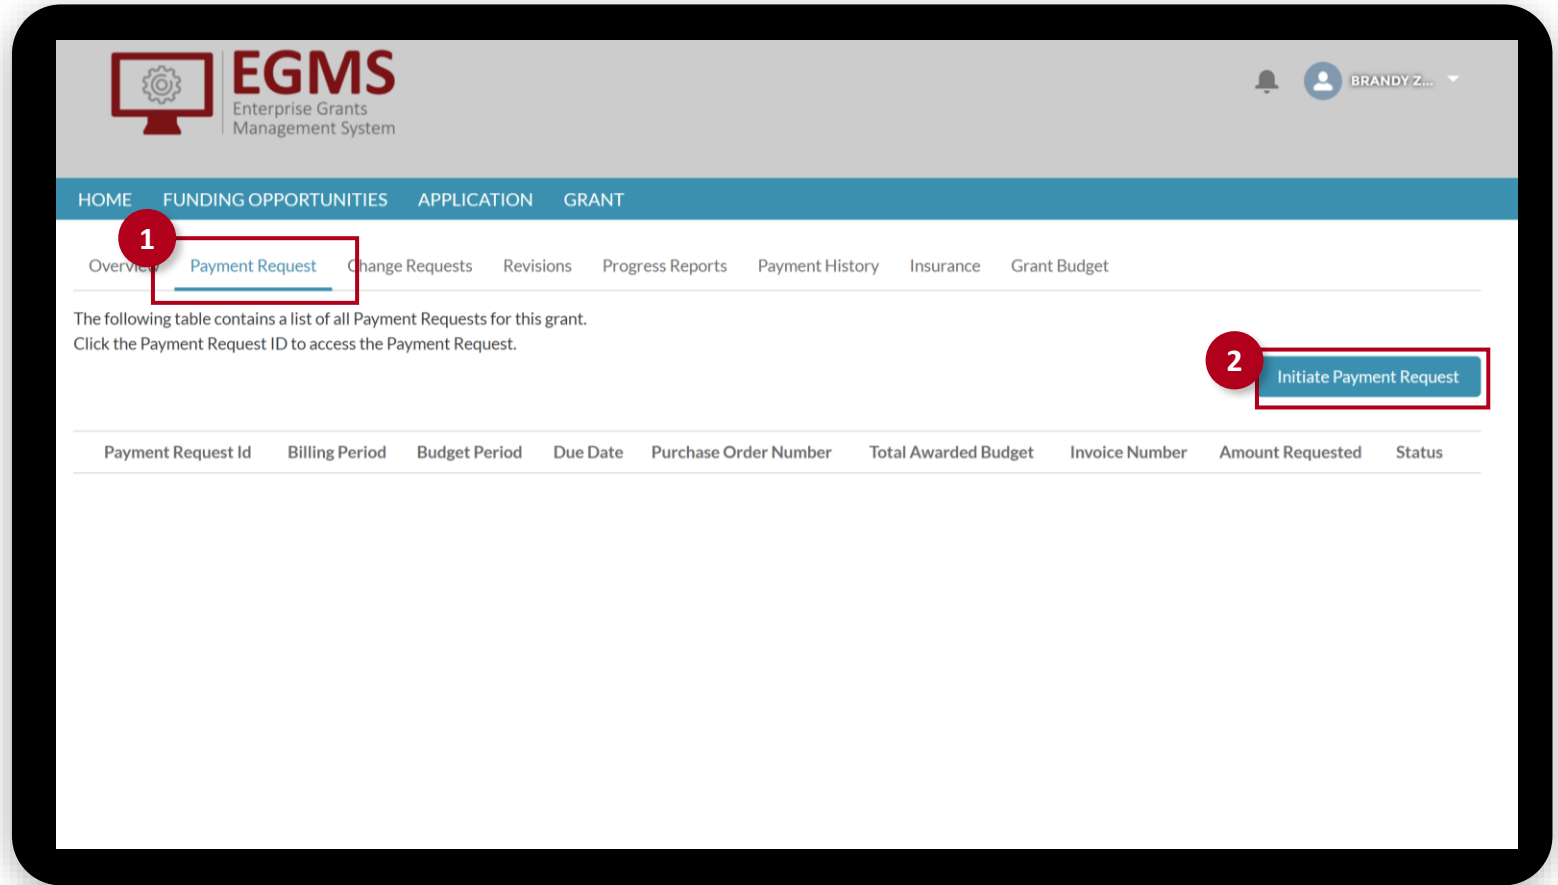 EGMS
Enterprise Grants
Management System
BRANDY Z...
HOME FUNDING OPPORTUNITIES APPLICATION GRANT
1
Overview Payment Request Change Requests Revisions Progress Reports Payment History Insurance Grant Budget
The following table contains a list of all Payment Requests for this grant.
Click the Payment Request ID to access the Payment Request.
2
Initiate Payment Request
Payment Request Id Billing Period Budget Period Due Date Purchase Order Number Total Awarded Budget Invoice Number Amount Requested Status